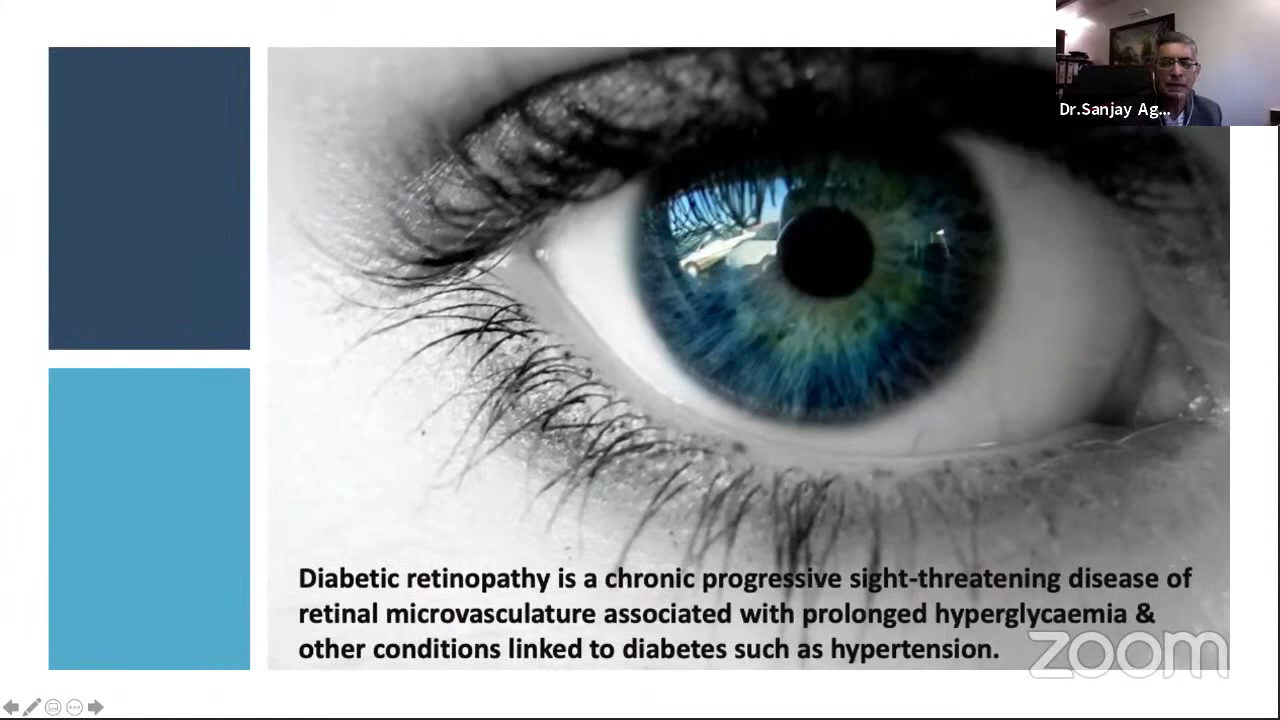 Dr.Sanjay Ag...
Diabetic retinopathy is a chronic progressive sight-threatening disease of
retinal microvasculature associated with prolonged hyperglycaemia &
other conditions linked to diabetes such as hypertension.
zoom